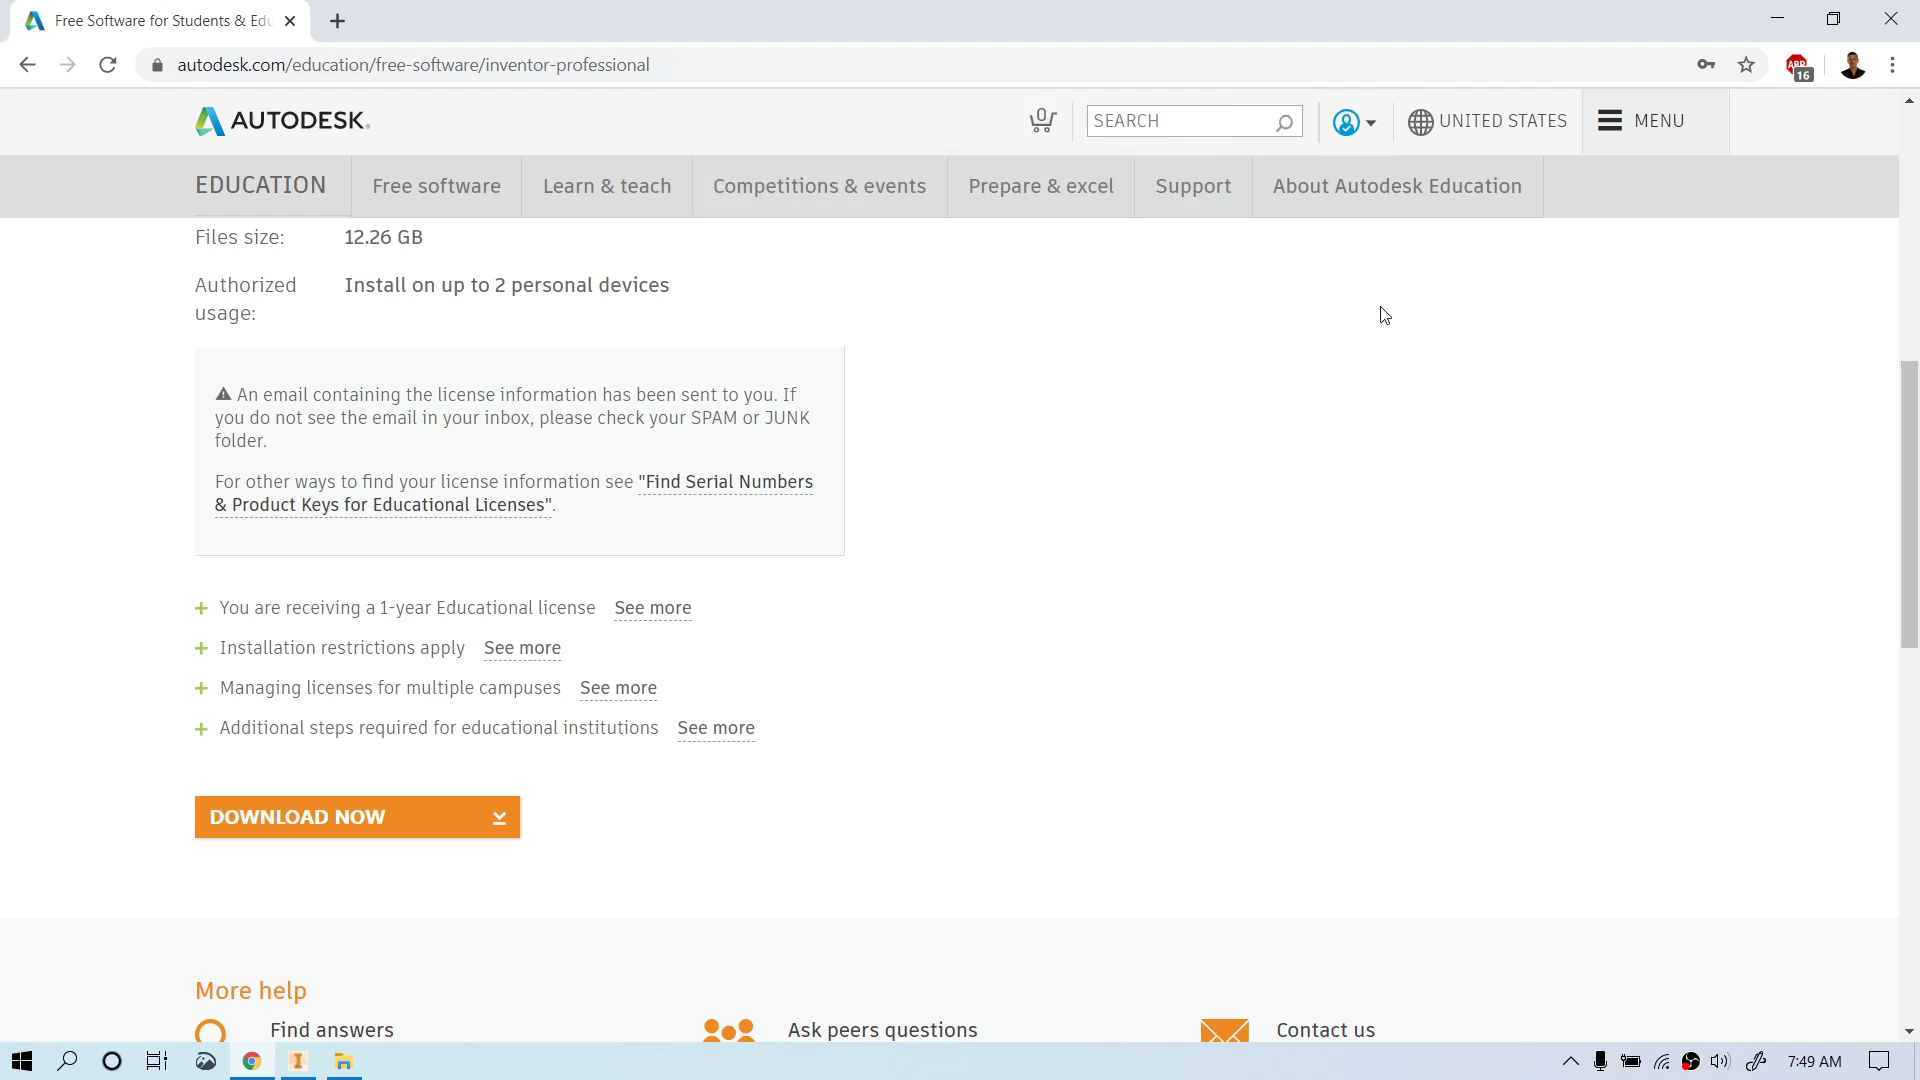 Free Software for Students & Edu
autodesk.com/education/free-software/inventor-professional
ABP
16
AUTODESK.
0
SEARCH
UNITED STATES
MENU
EDUCATION
Free software
Learn & teach
Competitions & events
Prepare & excel
Support
About Autodesk Education
Files size:
12.26 GB
Authorized
usage:
Install on up to 2 personal devices
An email containing the license information has been sent to you. If
you do not see the email in your inbox, please check your SPAM or JUNK
folder.
For other ways to find your license information see "Find Serial Numbers
& Product Keys for Educational Licenses".
+ You are receiving a 1-year Educational license See more
+ Installation restrictions apply See more
+ Managing licenses for multiple campuses See more
+ Additional steps required for educational institutions See more
DOWNLOAD NOW
More help
Find answers
Ask peers questions
Contact us
7:49 AM